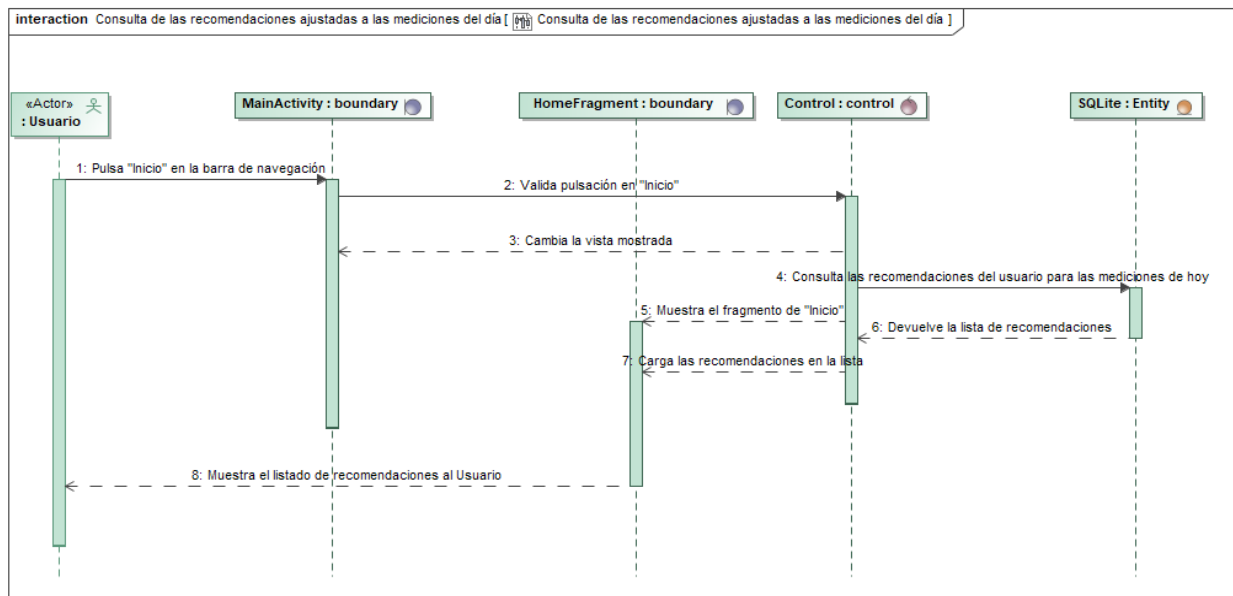 interaction Consulta de las recomendaciones ajustadas a las mediciones del día [ Consulta de las recomendaciones ajustadas a las mediciones del día ]
«Actor»
: Usuario
MainActivity : boundary
HomeFragment : boundary
Control : control
SQLite : Entity
1: Pulsa "Inicio" en la barra de navegación
2: Valida pulsación en "Inicio"
3: Cambia la vista mostrada
4: Consulta las recomendaciones del usuario para las mediciones de hoy
5: Muestra el fragmento de "Inicio"
6: Devuelve la lista de recomendaciones
7: Carga las recomendaciones en la lista
8: Muestra el listado de recomendaciones al Usuario